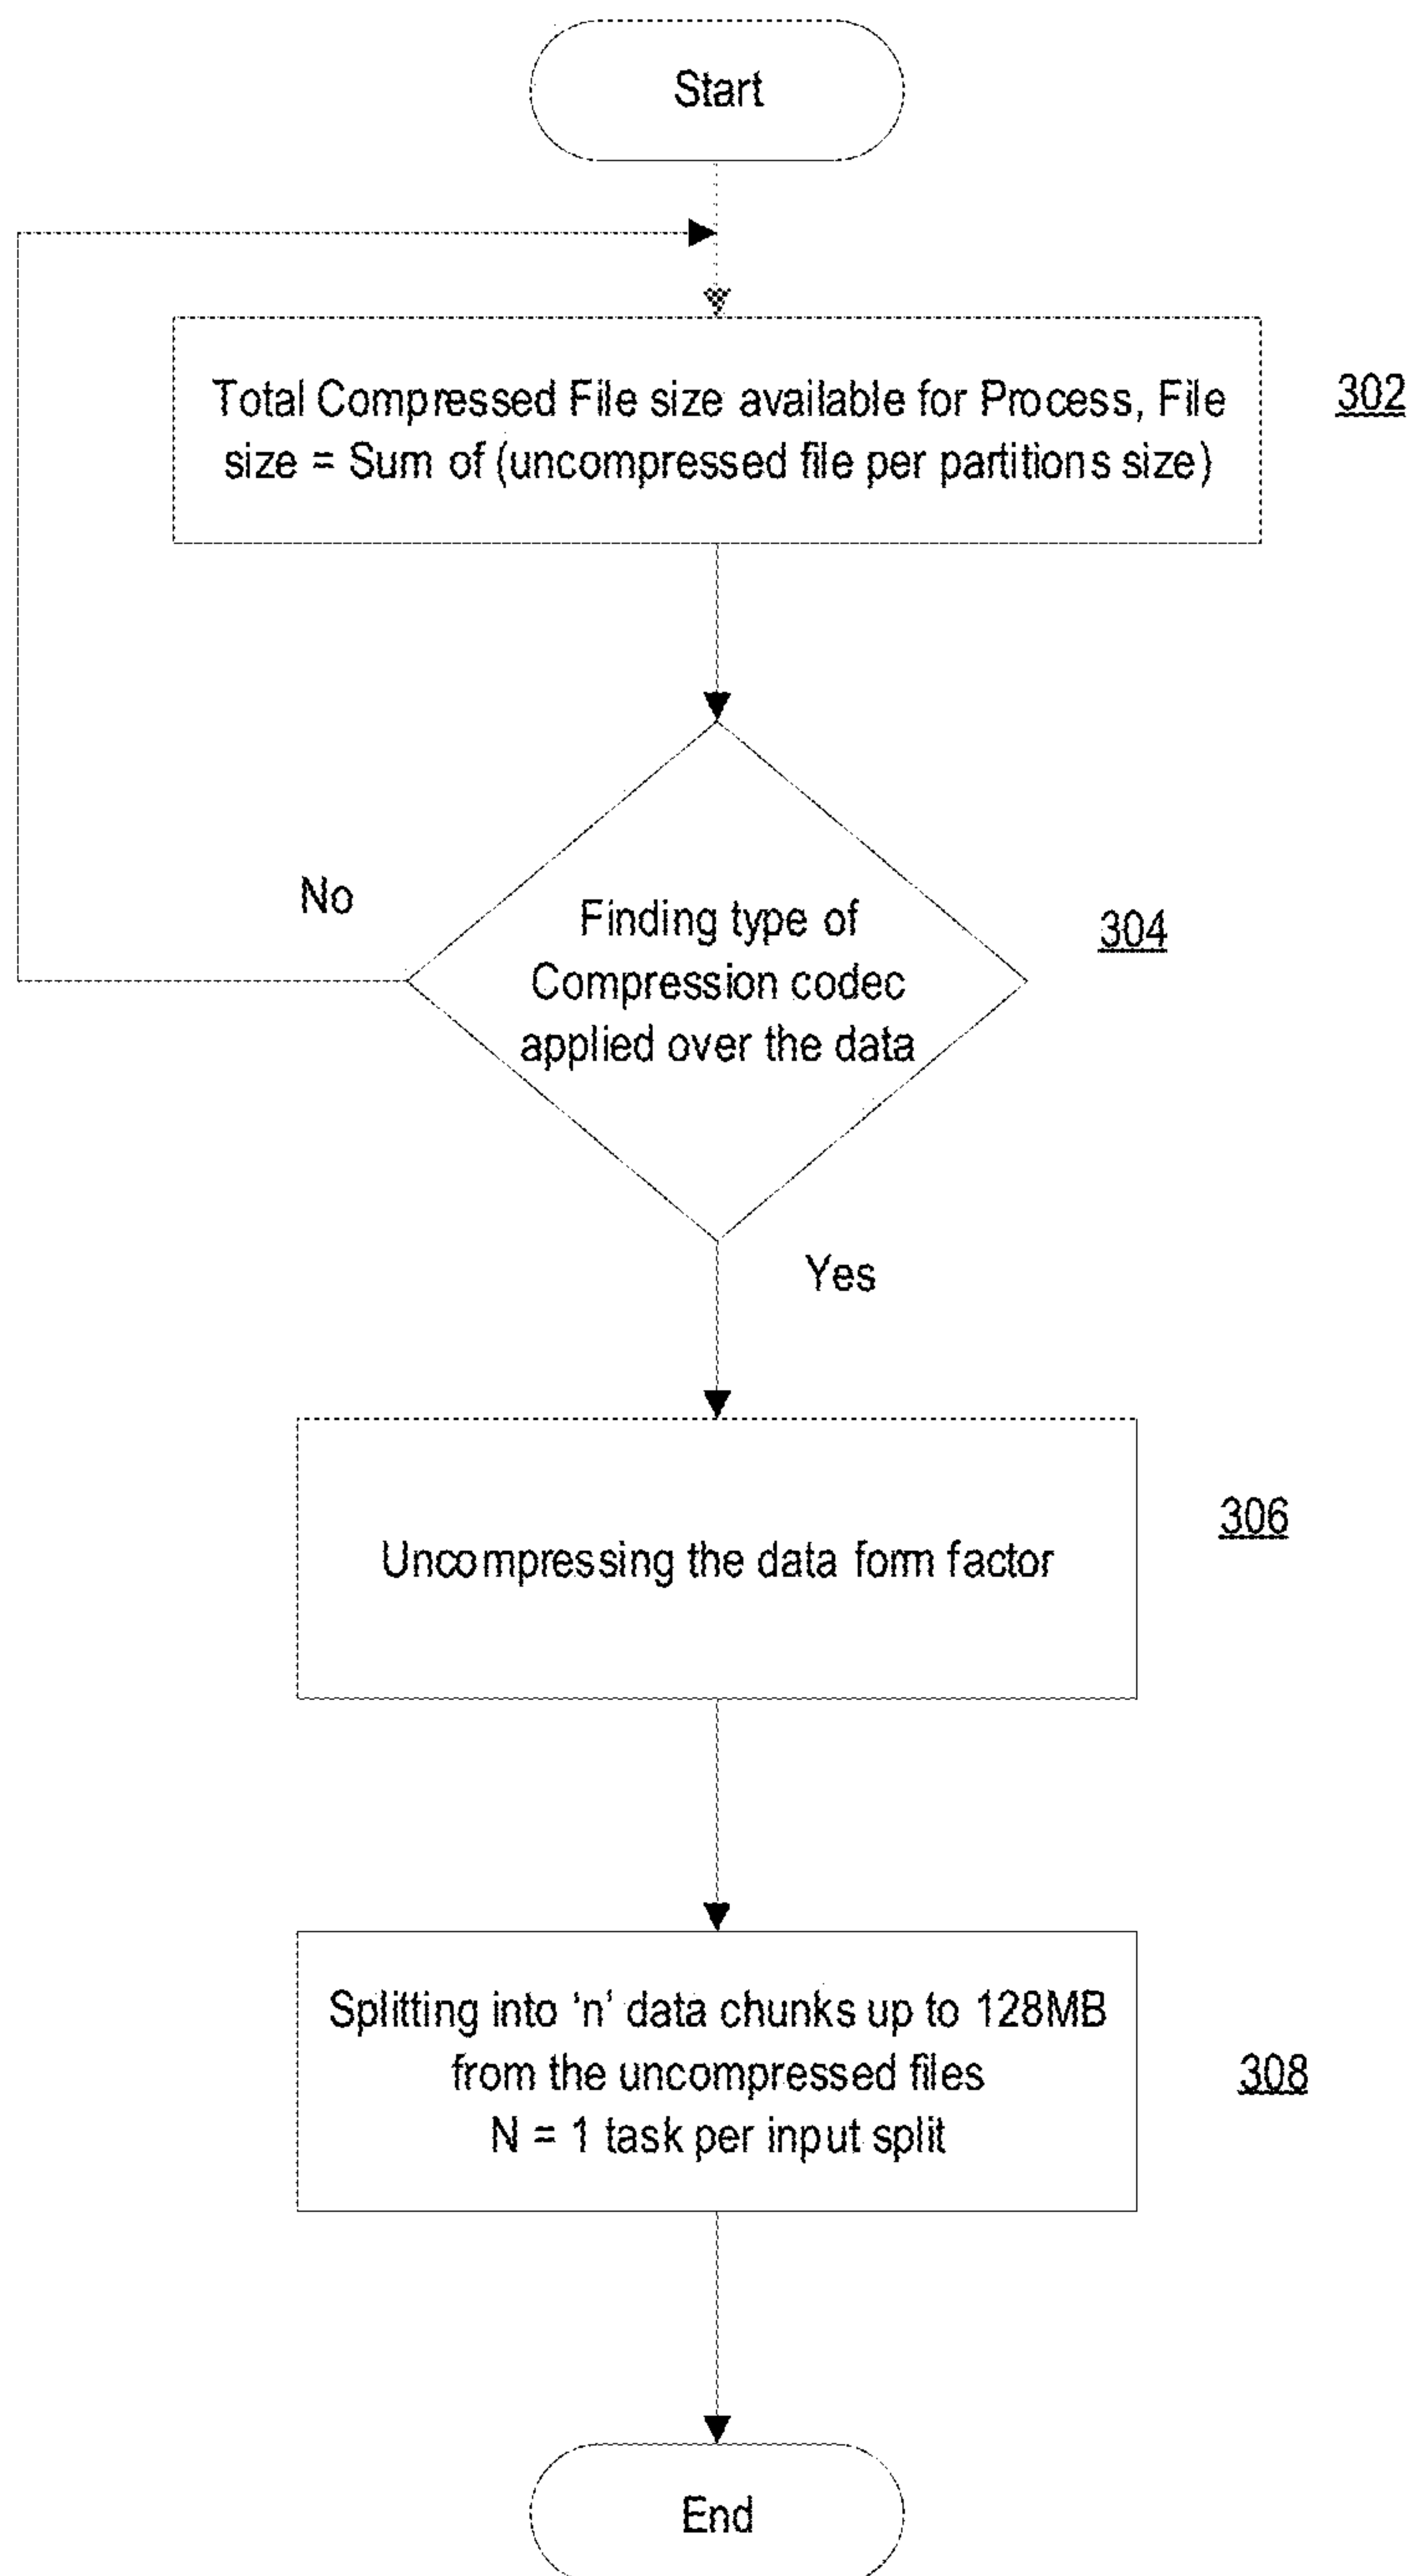 Start
Total Compressed File size available for Process, File
size = Sum of (uncompressed file per partitions size)
302
No
Finding type of
Compression codec
applied over the data
304
Yes
306
Uncompressing the data form factor
Splitting into ‘n’ data chunks up to 128MB
from the uncompressed files
N = 1 task per input split
308
End